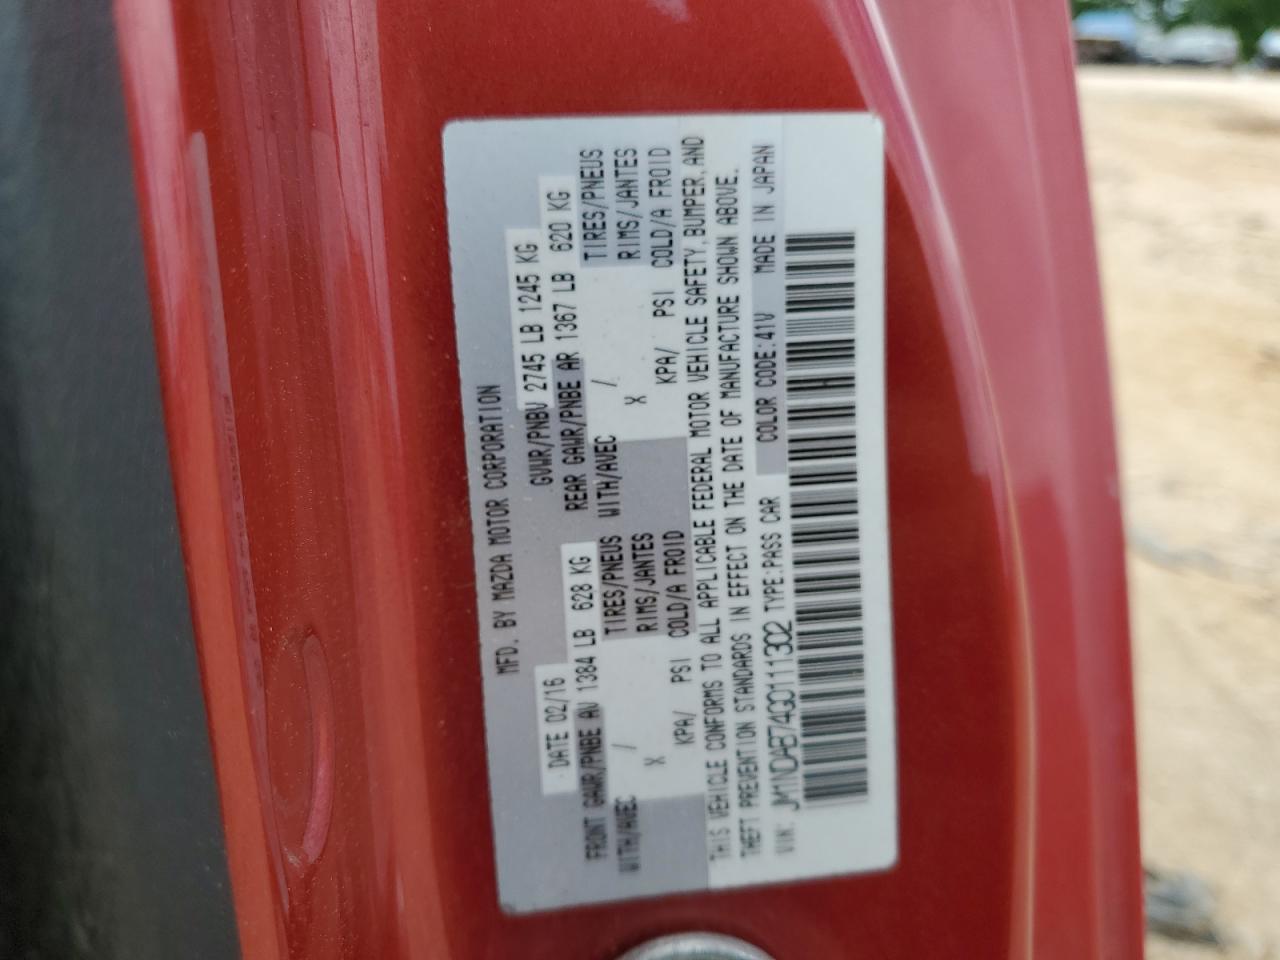 MFD. BY MAZDA MOTOR CORPORATION
DATE 02/16 GVWR/PNBV 2745 LB 1245 KG
FRONT GAWR/PNBE AV 1384 LB 628 KG REAR GAWR/PNBE AR 1367 LB 620 KG
WITH/AVEC / TIRES/PNEUS WITH/AVEC / TIRES/PNEUS
X RIMS/JANTES X RIMS/JANTES
KPA/ PSI COLD/A FROID KPA/ PSI COLD/A FROID
THIS VEHICLE CONFORMS TO ALL APPLICABLE FEDERAL MOTOR VEHICLE SAFETY, BUMPER, AND
THEFT PREVENTION STANDARDS IN EFFECT ON THE DATE OF MANUFACTURE SHOWN ABOVE.
VIN: JM1NDAB74G0111302 TYPE:PASS CAR COLOR CODE:41V MADE IN JAPAN